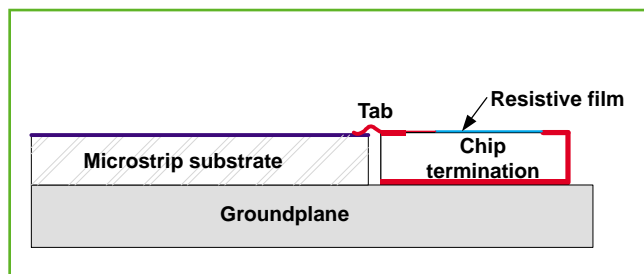 Resistive film
Tab
Chip
termination
Microstrip substrate
Groundplane